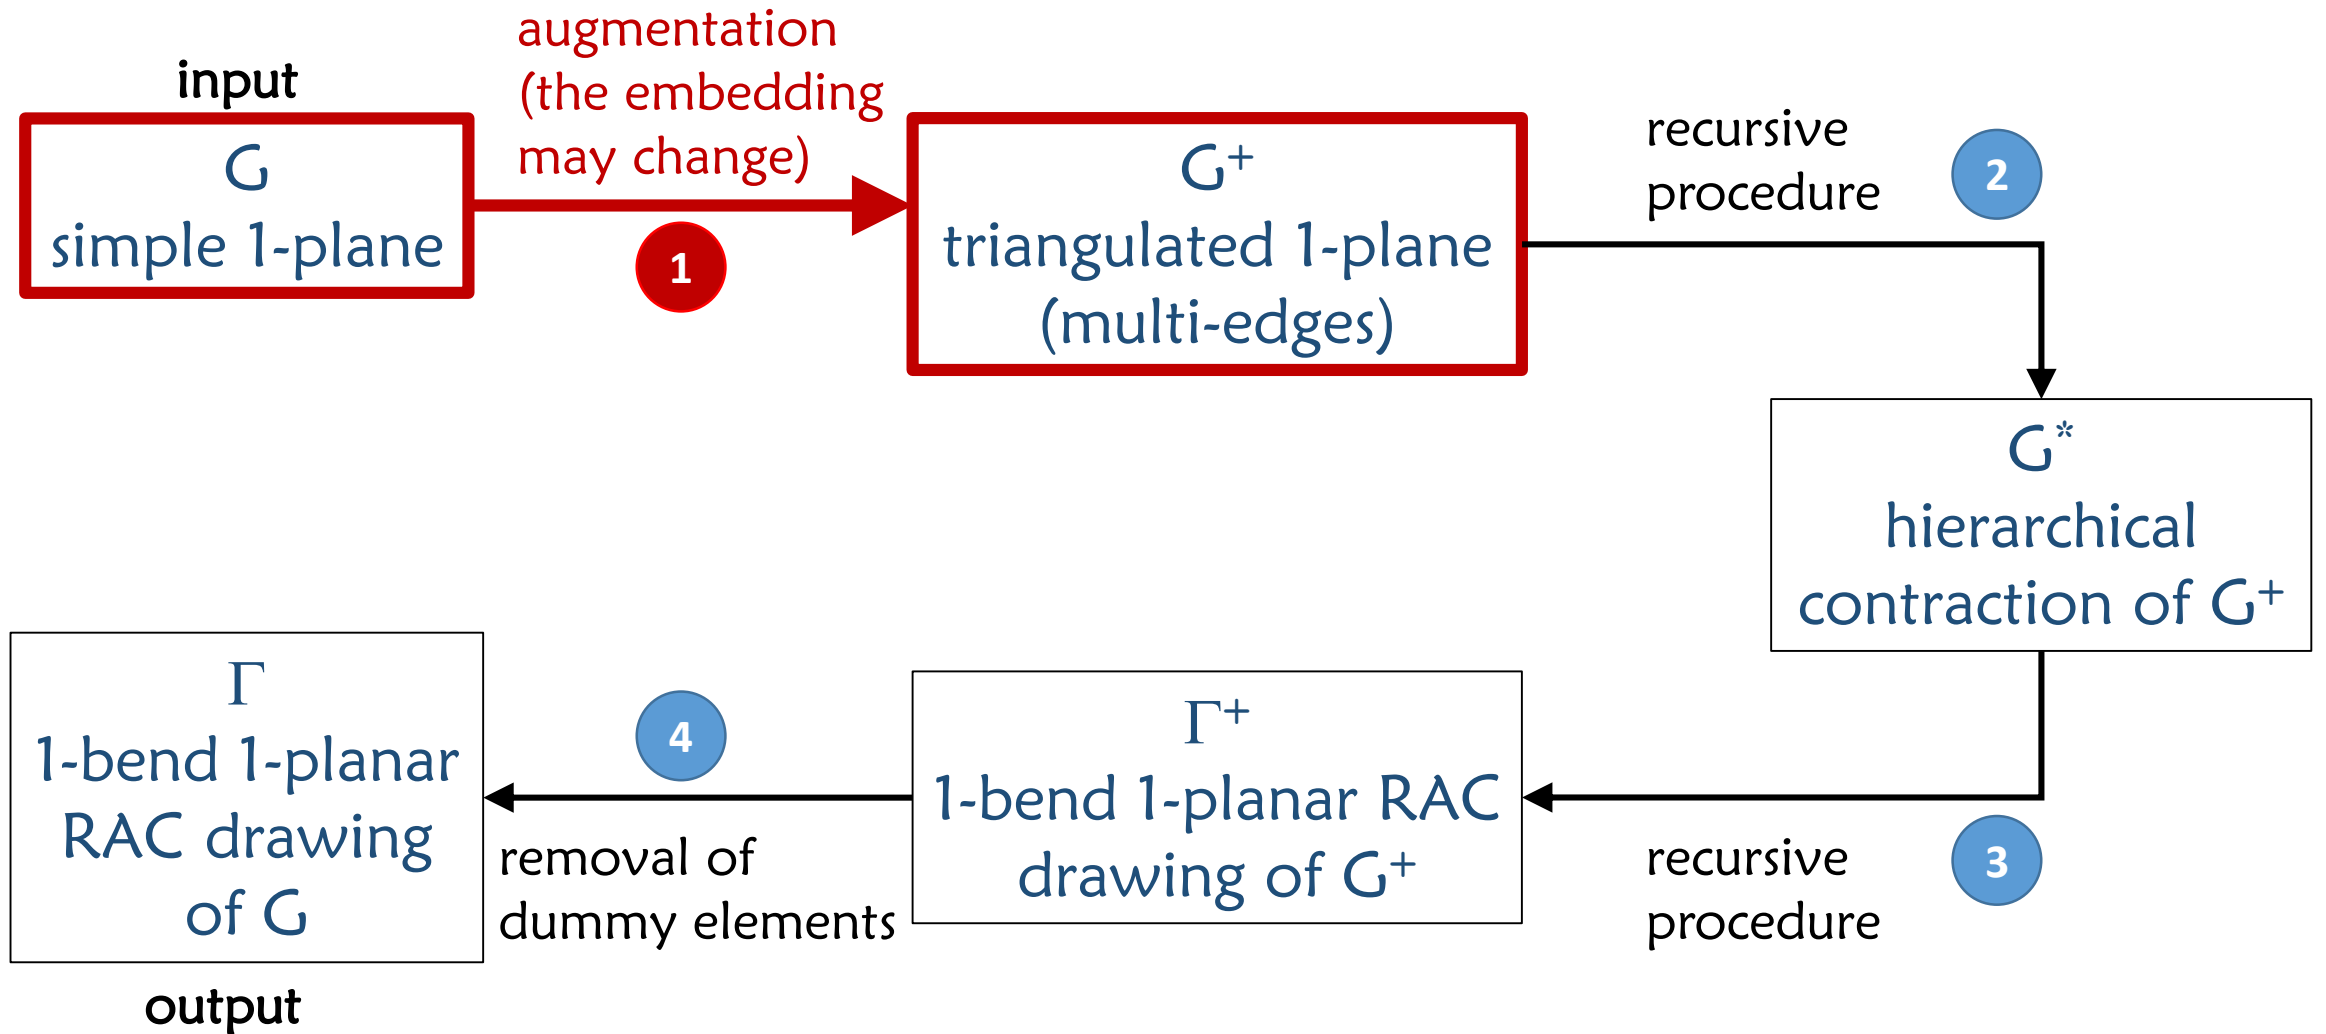 input
G
simple 1-plane
augmentation
(the embedding
may change)
1
G⁺
triangulated 1-plane
(multi-edges)
recursive
procedure
2
G*
hierarchical
contraction of G⁺
recursive
procedure
3
Γ⁺
1-bend 1-planar RAC
drawing of G⁺
4
removal of
dummy elements
Γ
1-bend 1-planar
RAC drawing
of G
output